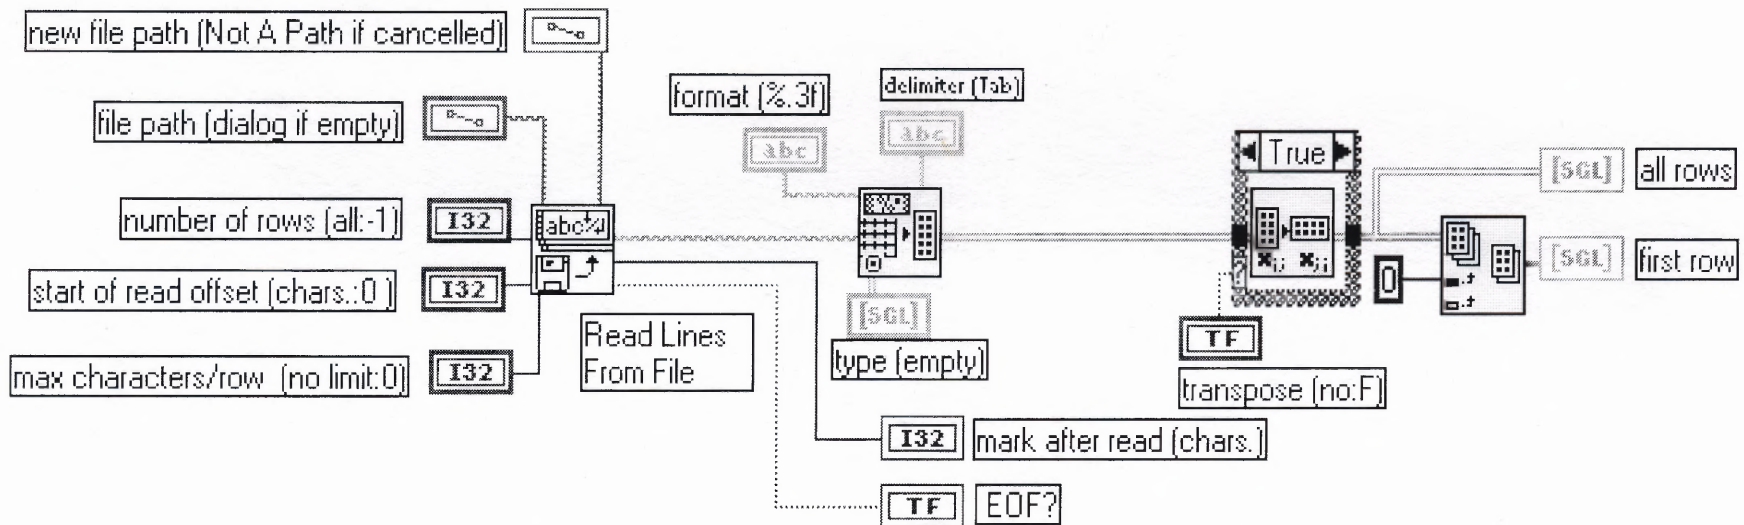 new file path (Not A Path if cancelled)
file path (dialog if empty)
format (%.3f)
delimiter (Tab)
abc
abc
True
[SGL]
all rows
number of rows (all:-1)
I32
abc
%
start of read offset (chars.:0 )
I32
0
[SGL]
first row
max characters/row (no limit:0)
I32
Read Lines
From File
[SGL]
type (empty)
?
TF
transpose (no:F)
I32
mark after read (chars.)
TF
EOF?